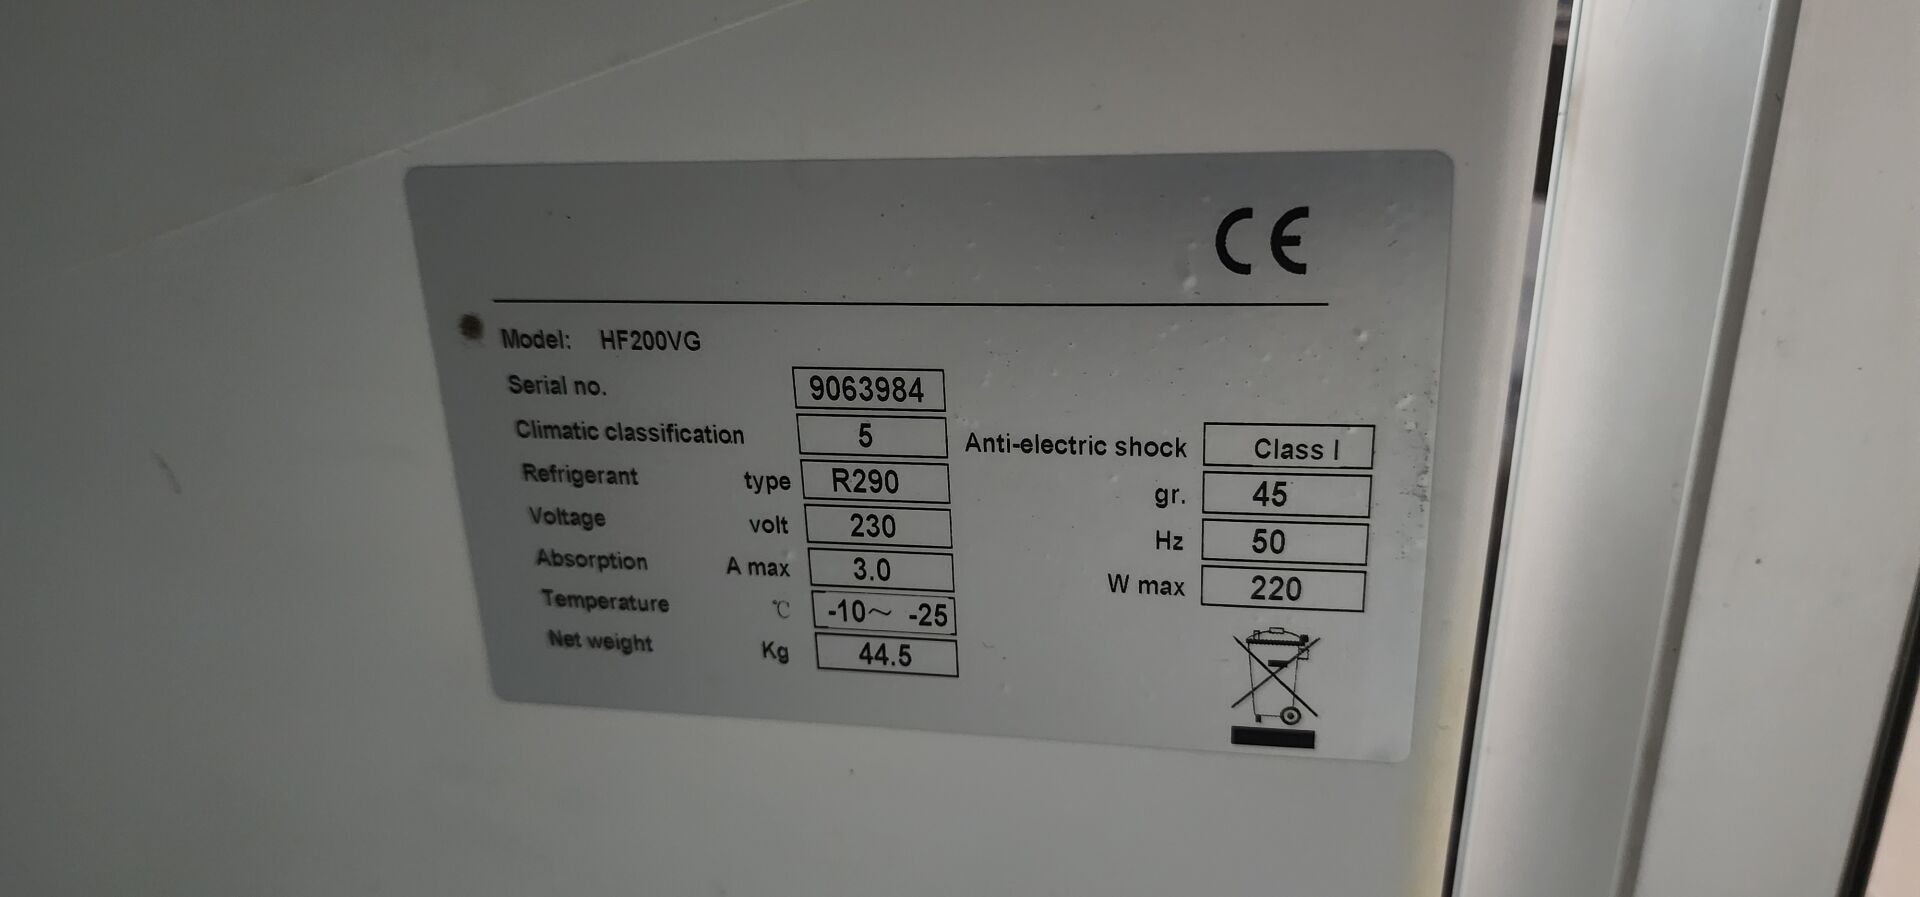 CE
Model: HF200VG
Serial no. 9063984
Climatic classification 5 Anti-electric shock Class I
Refrigerant type R290 gr. 45
Voltage volt 230 Hz 50
Absorption A max 3.0 W max 220
Temperature ℃ -10～ -25
Net weight Kg 44.5